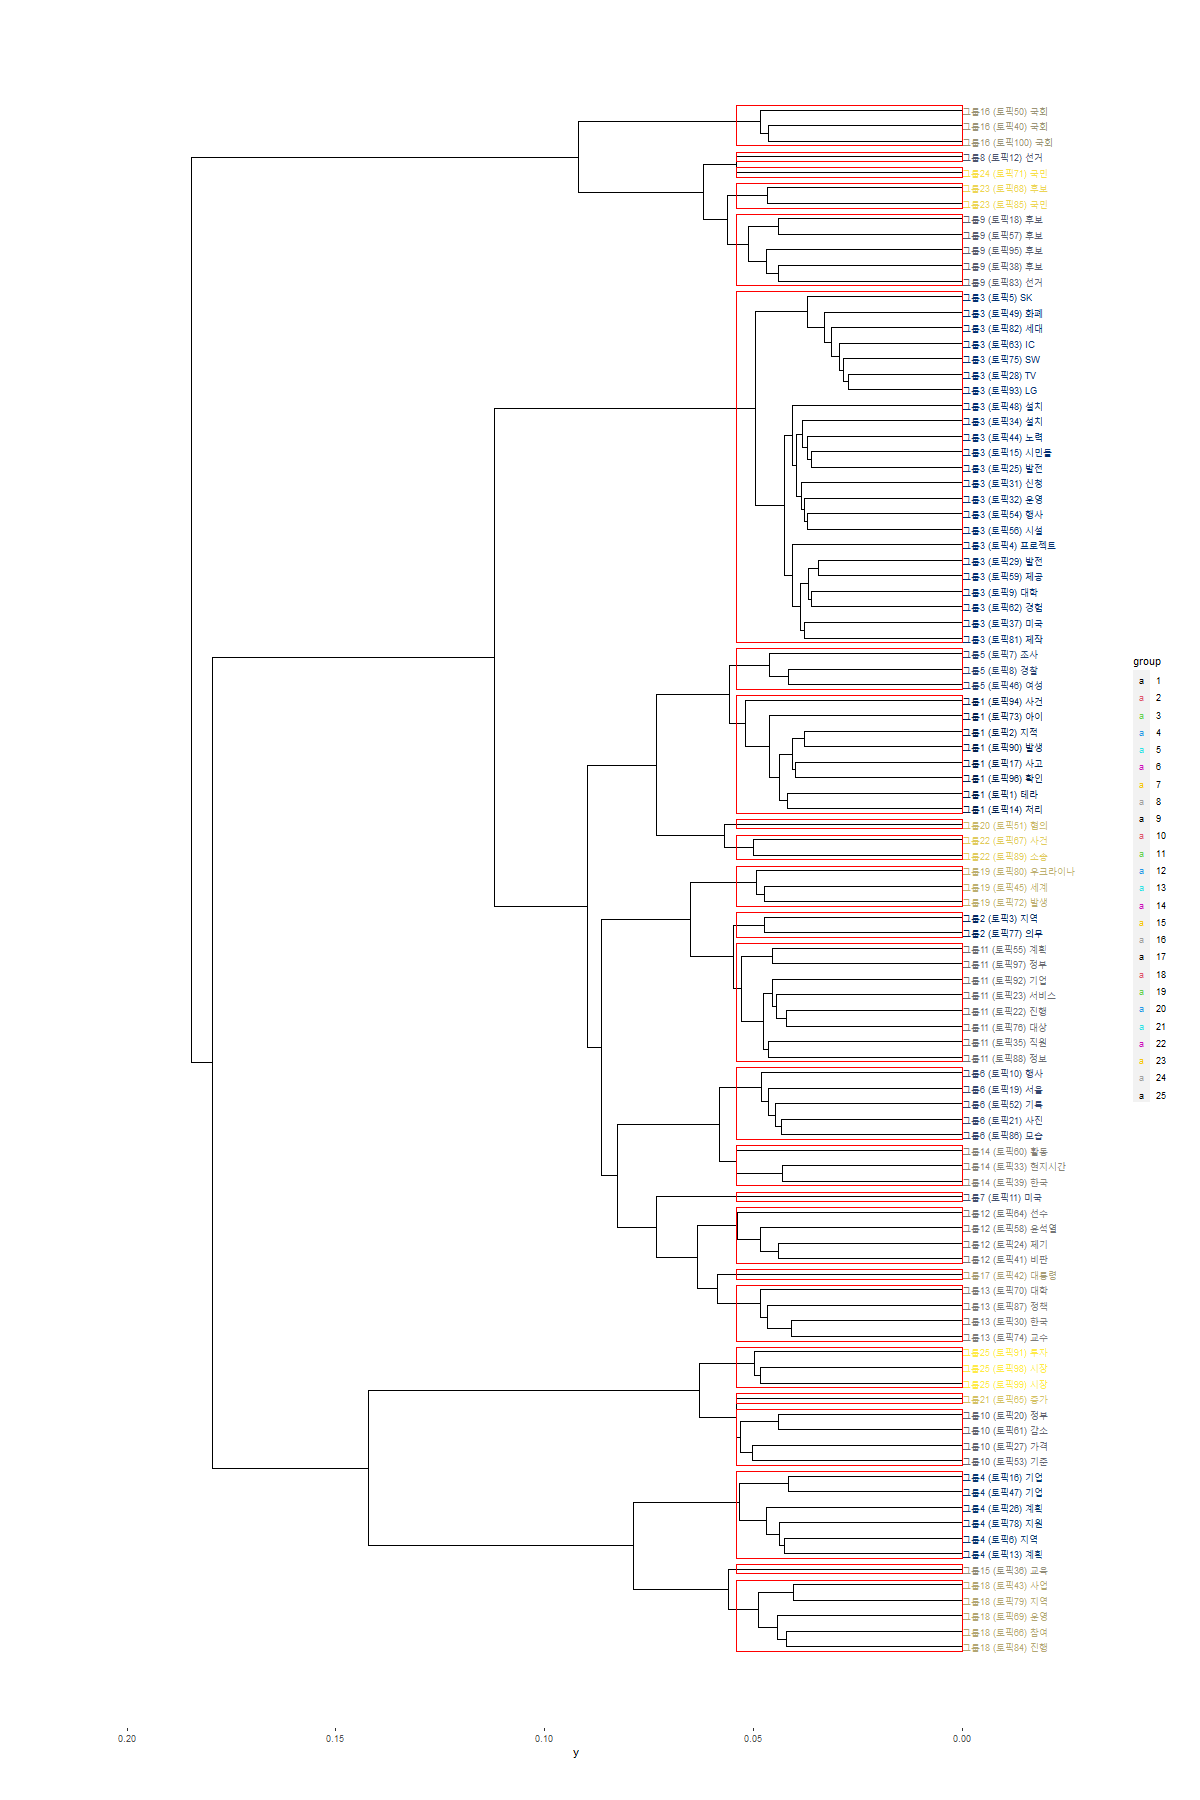 그룹16 (토픽50) 국회
그룹16 (토픽40) 국회
그룹16 (토픽100) 국회
그룹8 (토픽12) 선거
그룹24 (토픽71) 국민
그룹23 (토픽68) 후보
그룹23 (토픽85) 국민
그룹9 (토픽18) 후보
그룹9 (토픽57) 후보
그룹9 (토픽95) 후보
그룹9 (토픽38) 후보
그룹9 (토픽83) 선거
그룹3 (토픽5) SK
그룹3 (토픽49) 화폐
그룹3 (토픽82) 세대
그룹3 (토픽63) IC
그룹3 (토픽75) SW
그룹3 (토픽28) TV
그룹3 (토픽93) LG
그룹3 (토픽48) 설치
그룹3 (토픽34) 설치
그룹3 (토픽44) 노력
그룹3 (토픽15) 시민들
그룹3 (토픽25) 발전
그룹3 (토픽31) 신청
그룹3 (토픽32) 운영
그룹3 (토픽54) 행사
그룹3 (토픽56) 시설
그룹3 (토픽4) 프로젝트
그룹3 (토픽29) 발전
그룹3 (토픽59) 제공
그룹3 (토픽9) 대학
그룹3 (토픽62) 경험
그룹3 (토픽37) 미국
그룹3 (토픽81) 제작
그룹5 (토픽7) 조사
그룹5 (토픽8) 경찰
그룹5 (토픽46) 여성
그룹1 (토픽94) 사건
그룹1 (토픽73) 아이
그룹1 (토픽2) 지적
그룹1 (토픽90) 발생
그룹1 (토픽17) 사고
그룹1 (토픽96) 확인
그룹1 (토픽1) 테라
그룹1 (토픽14) 처리
그룹20 (토픽51) 혐의
그룹22 (토픽67) 사건
그룹22 (토픽89) 소송
그룹19 (토픽80) 우크라이나
그룹19 (토픽45) 세계
그룹19 (토픽72) 발생
그룹2 (토픽3) 지역
그룹2 (토픽77) 의무
그룹11 (토픽55) 계획
그룹11 (토픽97) 정부
그룹11 (토픽92) 기업
그룹11 (토픽23) 서비스
그룹11 (토픽22) 진행
그룹11 (토픽76) 대상
그룹11 (토픽35) 직원
그룹11 (토픽88) 정보
그룹6 (토픽10) 행사
그룹6 (토픽19) 서울
그룹6 (토픽52) 기록
그룹6 (토픽21) 사진
그룹6 (토픽86) 모습
그룹14 (토픽60) 활동
그룹14 (토픽33) 현지시간
그룹14 (토픽39) 한국
그룹7 (토픽11) 미국
그룹12 (토픽64) 선수
그룹12 (토픽58) 윤석열
그룹12 (토픽24) 제기
그룹12 (토픽41) 비판
그룹17 (토픽42) 대통령
그룹13 (토픽70) 대학
그룹13 (토픽87) 정책
그룹13 (토픽30) 한국
그룹13 (토픽74) 교수
그룹25 (토픽91) 투자
그룹25 (토픽98) 시장
그룹25 (토픽99) 시장
그룹21 (토픽65) 증가
그룹10 (토픽20) 정부
그룹10 (토픽61) 감소
그룹10 (토픽27) 가격
그룹10 (토픽53) 기준
그룹4 (토픽16) 기업
그룹4 (토픽47) 기업
그룹4 (토픽26) 계획
그룹4 (토픽78) 지원
그룹4 (토픽6) 지역
그룹4 (토픽13) 계획
그룹15 (토픽36) 교육
그룹18 (토픽43) 사업
그룹18 (토픽79) 지역
그룹18 (토픽69) 운영
그룹18 (토픽66) 참여
그룹18 (토픽84) 진행
group
a 1
a 2
a 3
a 4
a 5
a 6
a 7
a 8
a 9
a 10
a 11
a 12
a 13
a 14
a 15
a 16
a 17
a 18
a 19
a 20
a 21
a 22
a 23
a 24
a 25
0.20 0.15 0.10 0.05 0.00
y